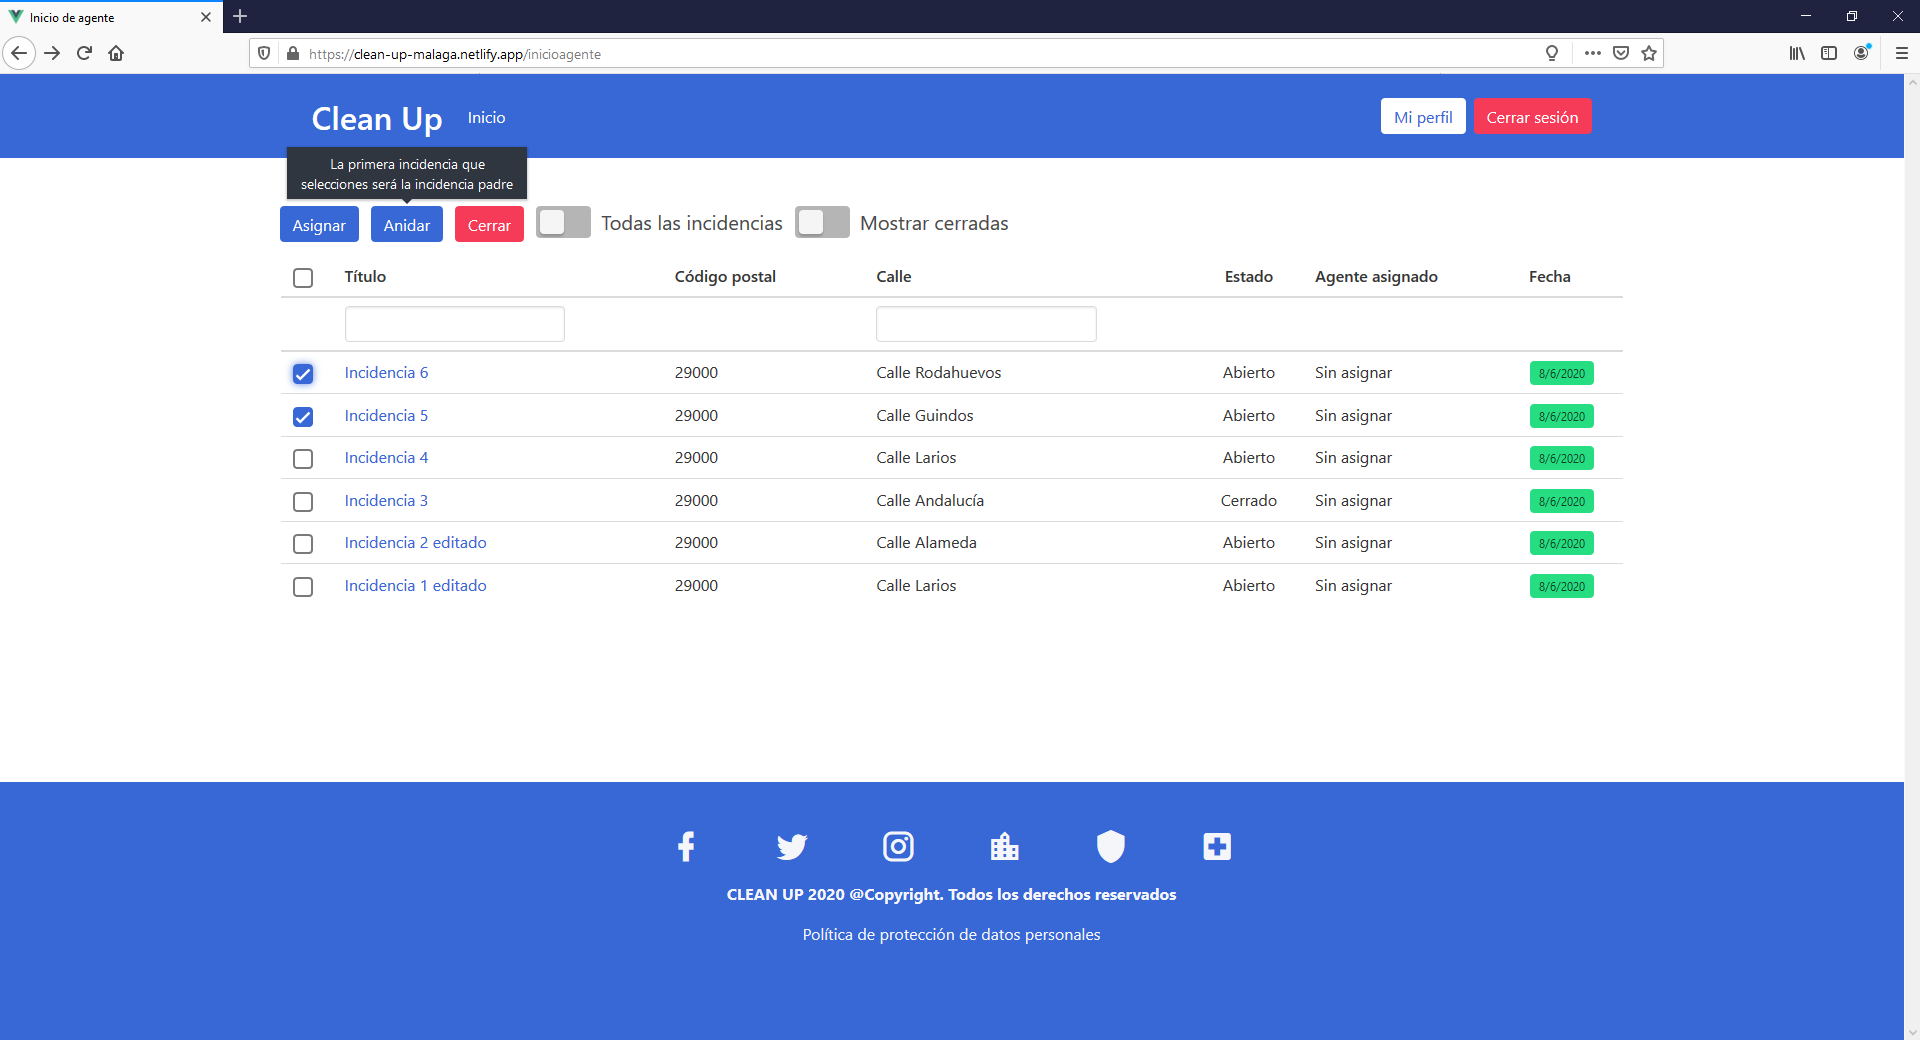 Inicio de agente
https://clean-up-malaga.netlify.app/inicioagente
Clean Up Inicio Mi perfil Cerrar sesión
La primera incidencia que
selecciones será la incidencia padre
Asignar Anidar Cerrar Todas las incidencias Mostrar cerradas
Título Código postal Calle Estado Agente asignado Fecha
Incidencia 6 29000 Calle Rodahuevos Abierto Sin asignar 8/6/2020
Incidencia 5 29000 Calle Guindos Abierto Sin asignar 8/6/2020
Incidencia 4 29000 Calle Larios Abierto Sin asignar 8/6/2020
Incidencia 3 29000 Calle Andalucía Cerrado Sin asignar 8/6/2020
Incidencia 2 editado 29000 Calle Alameda Abierto Sin asignar 8/6/2020
Incidencia 1 editado 29000 Calle Larios Abierto Sin asignar 8/6/2020
CLEAN UP 2020 @Copyright. Todos los derechos reservados
Política de protección de datos personales